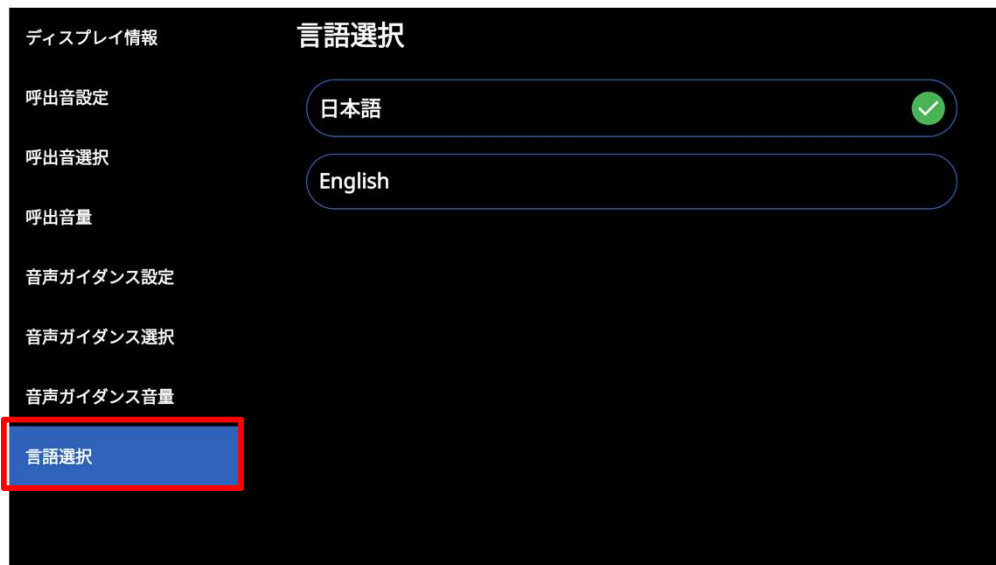 ディスプレイ情報
呼出音設定
呼出音選択
呼出音量
音声ガイダンス設定
音声ガイダンス選択
音声ガイダンス音量
言語選択
言語選択
日本語
English